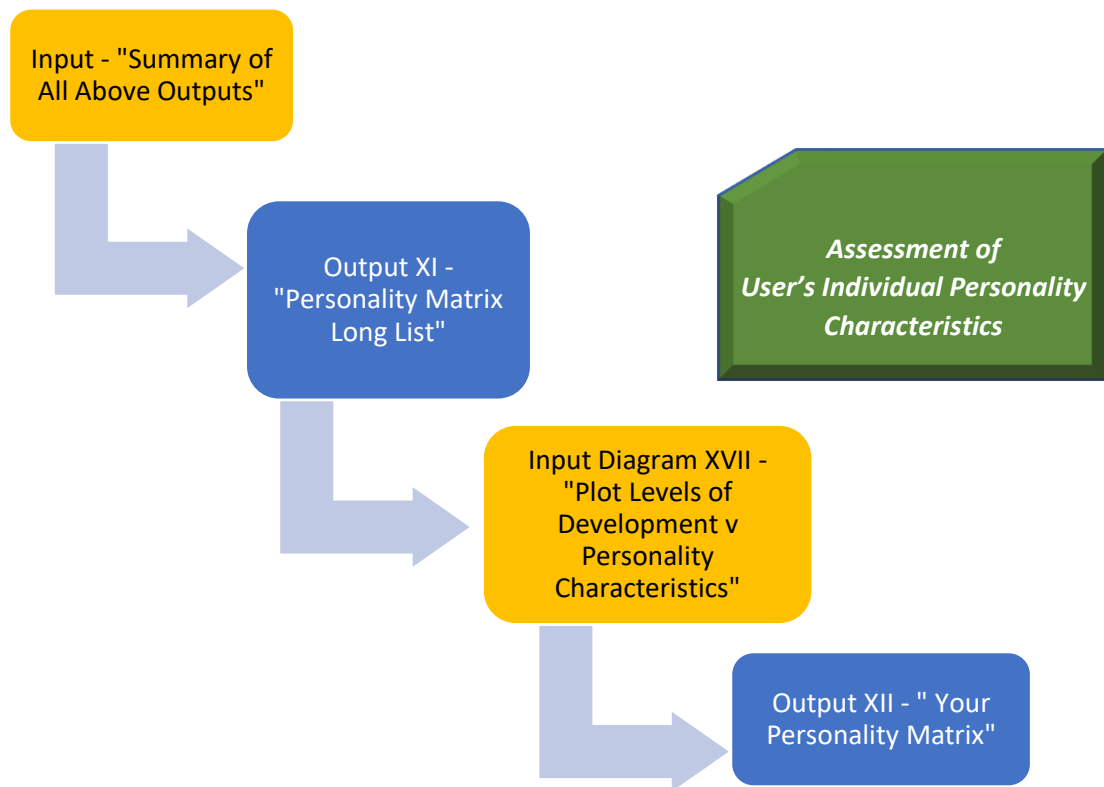 Input - "Summary of
All Above Outputs"
Output XI -
"Personality Matrix
Long List"
Assessment of
User’s Individual Personality
Characteristics
Input Diagram XVII -
"Plot Levels of
Development v
Personality
Characteristics"
Output XII - " Your
Personality Matrix"